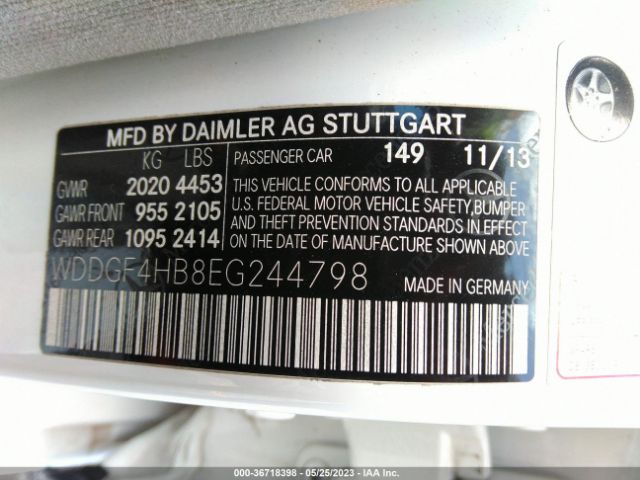 MFD BY DAIMLER AG STUTTGART
KG LBS
GVWR 2020 4453
GAWR FRONT 955 2105
GAWR REAR 1095 2414
PASSENGER CAR 149 11/13
THIS VEHICLE CONFORMS TO ALL APPLICABLE
U.S. FEDERAL MOTOR VEHICLE SAFETY,BUMPER
AND THEFT PREVENTION STANDARDS IN EFFECT
ON THE DATE OF MANUFACTURE SHOWN ABOVE.
WDDGF4HB8EG244798 MADE IN GERMANY
000-36718398 - 05/25/2023 - IAA Inc.